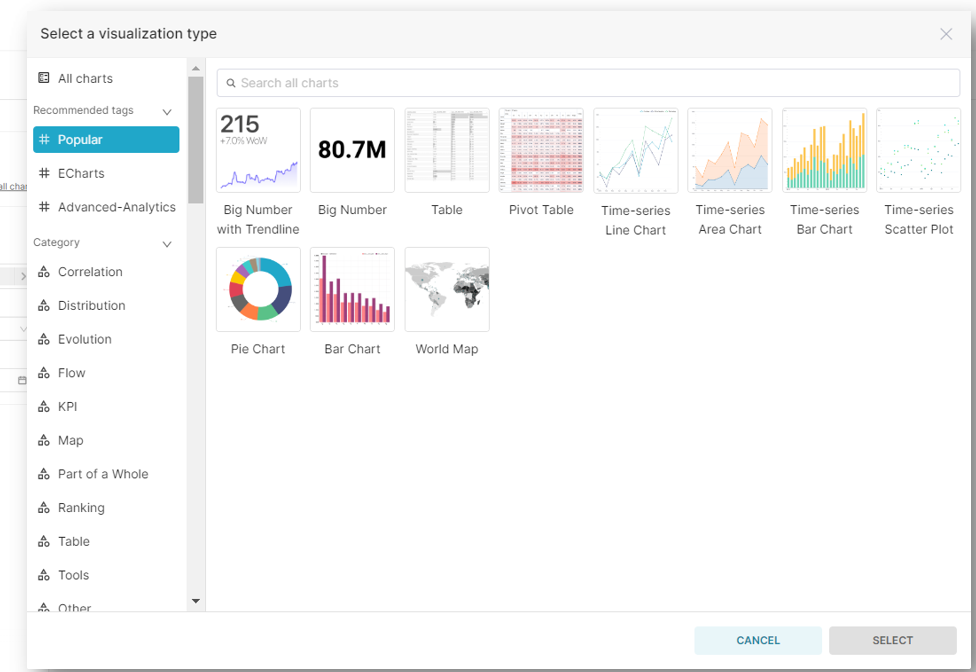 Select a visualization type
All charts
Recommended tags
Popular
ECharts
Advanced-Analytics
Category
Correlation
Distribution
Evolution
Flow
KPI
Map
Part of a Whole
Ranking
Table
Tools
Other
all char
Search all charts
215
+7.0% WoW
80.7M
Big Number
with Trendline
Big Number
Table
Pivot Table
Time-series
Line Chart
Time-series
Area Chart
Time-series
Bar Chart
Time-series
Scatter Plot
Pie Chart
Bar Chart
World Map
CANCEL
SELECT